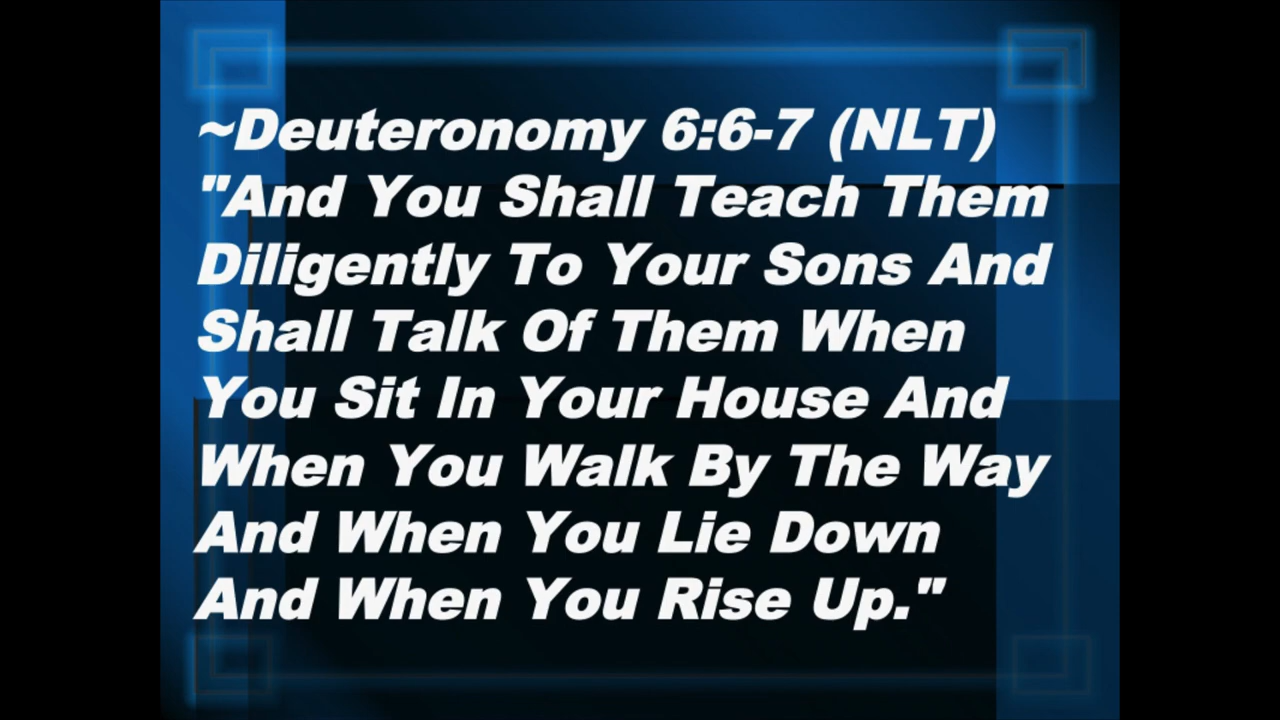 ~Deuteronomy 6:6-7 (NLT)
"And You Shall Teach Them
Diligently To Your Sons And
Shall Talk Of Them When
You Sit In Your House And
When You Walk By The Way
And When You Lie Down
And When You Rise Up."